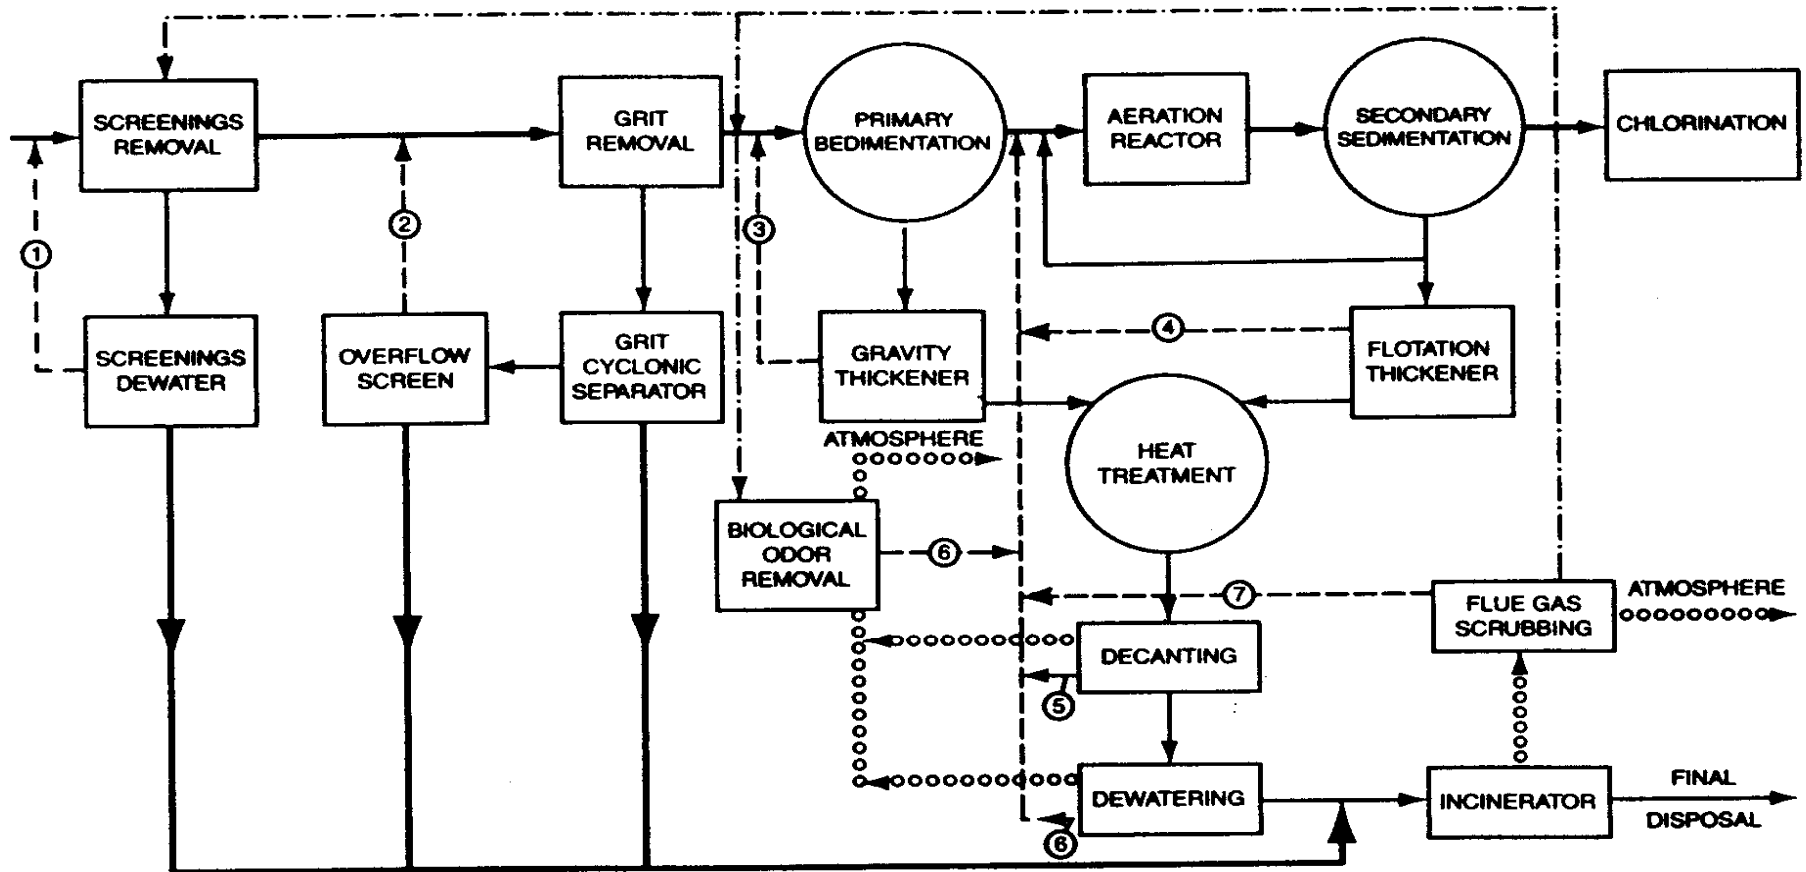 SCREENINGS
REMOVAL
GRIT
REMOVAL
PRIMARY
BEDIMENTATION
AERATION
REACTOR
SECONDARY
SEDIMENTATION
CHLORINATION
1
2
3
SCREENINGS
DEWATER
OVERFLOW
SCREEN
GRIT
CYCLONIC
SEPARATOR
GRAVITY
THICKENER
4
FLOTATION
THICKENER
ATMOSPHERE
HEAT
TREATMENT
BIOLOGICAL
ODOR
REMOVAL
6
7
FLUE GAS
SCRUBBING
ATMOSPHERE
DECANTING
5
DEWATERING
6
INCINERATOR
FINAL
DISPOSAL